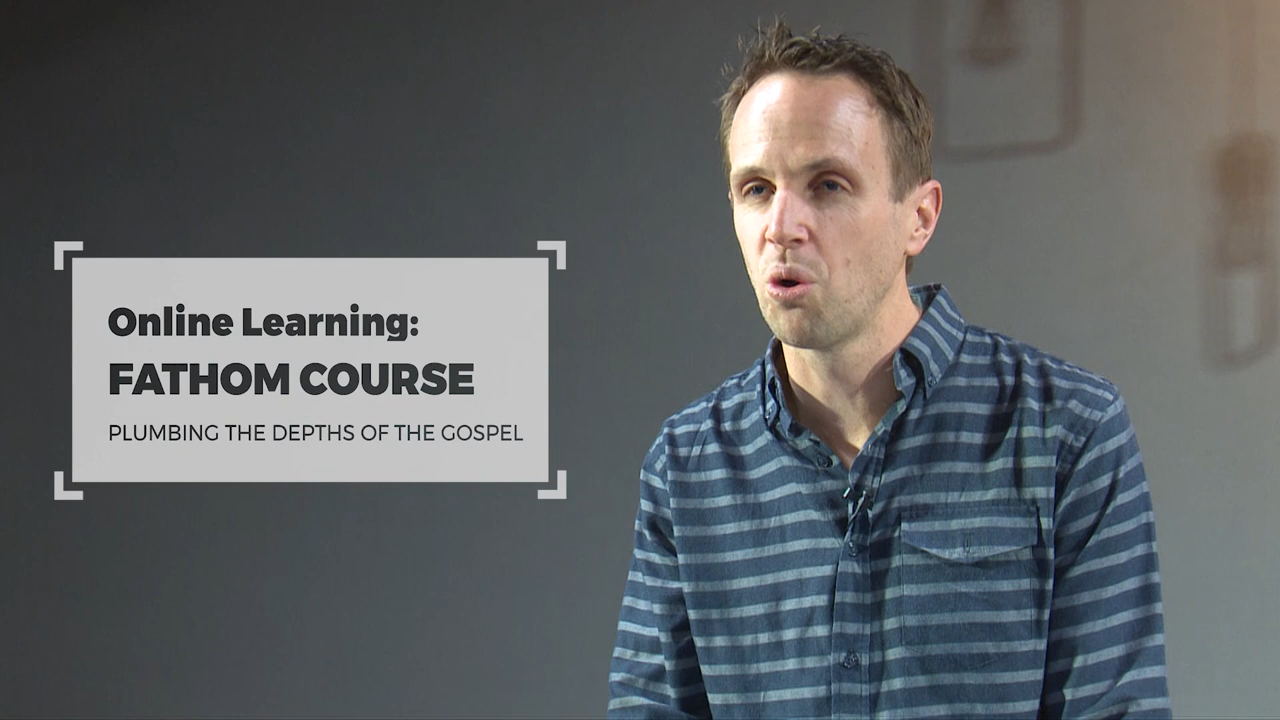 Online Learning:
FATHOM COURSE
PLUMBING THE DEPTHS OF THE GOSPEL